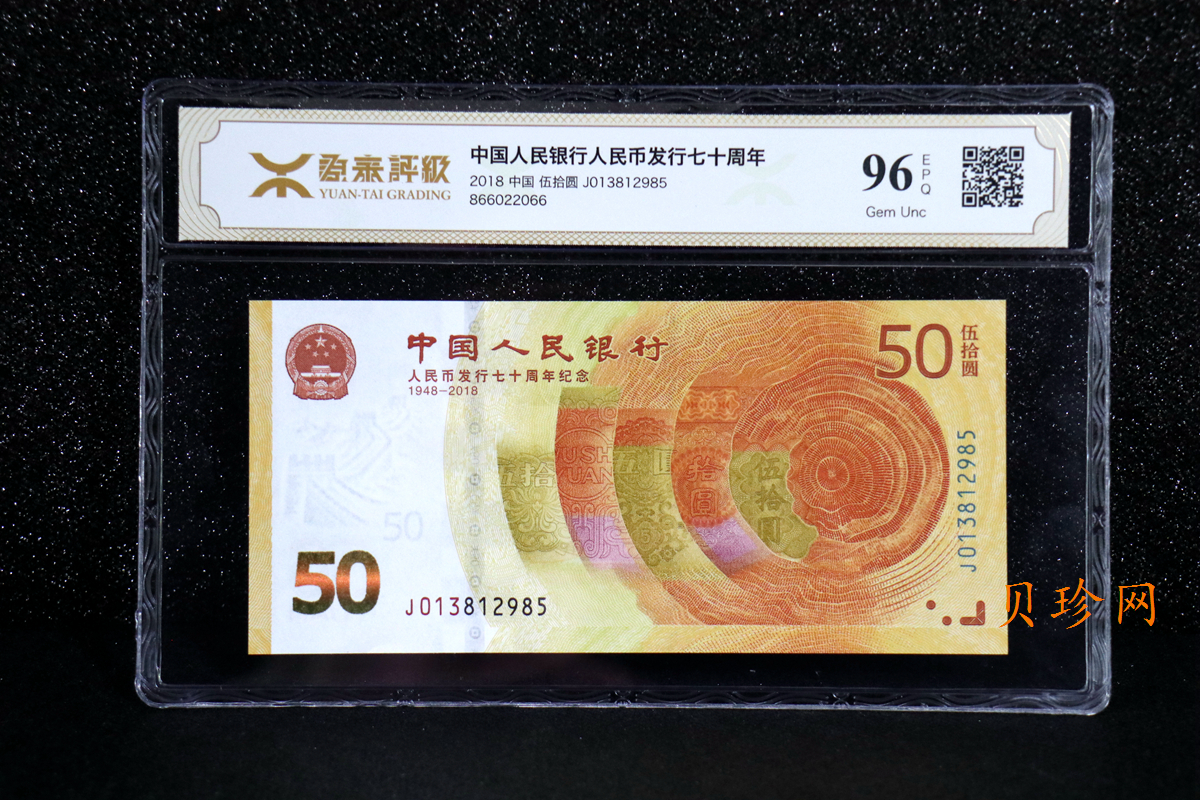 源泰評級
YUAN-TAI GRADING
中国人民银行人民币发行七十周年
2018 中国 伍拾圆 J013812985
866022066
96
EPQ
Gem Unc
中国人民银行
人民币发行七十周年纪念
1948-2018
50
伍拾圆
伍拾
WUSHI
YUAN
伍
圆
拾圆
伍拾圆
50
50
J013812985
J013812985
贝珍网